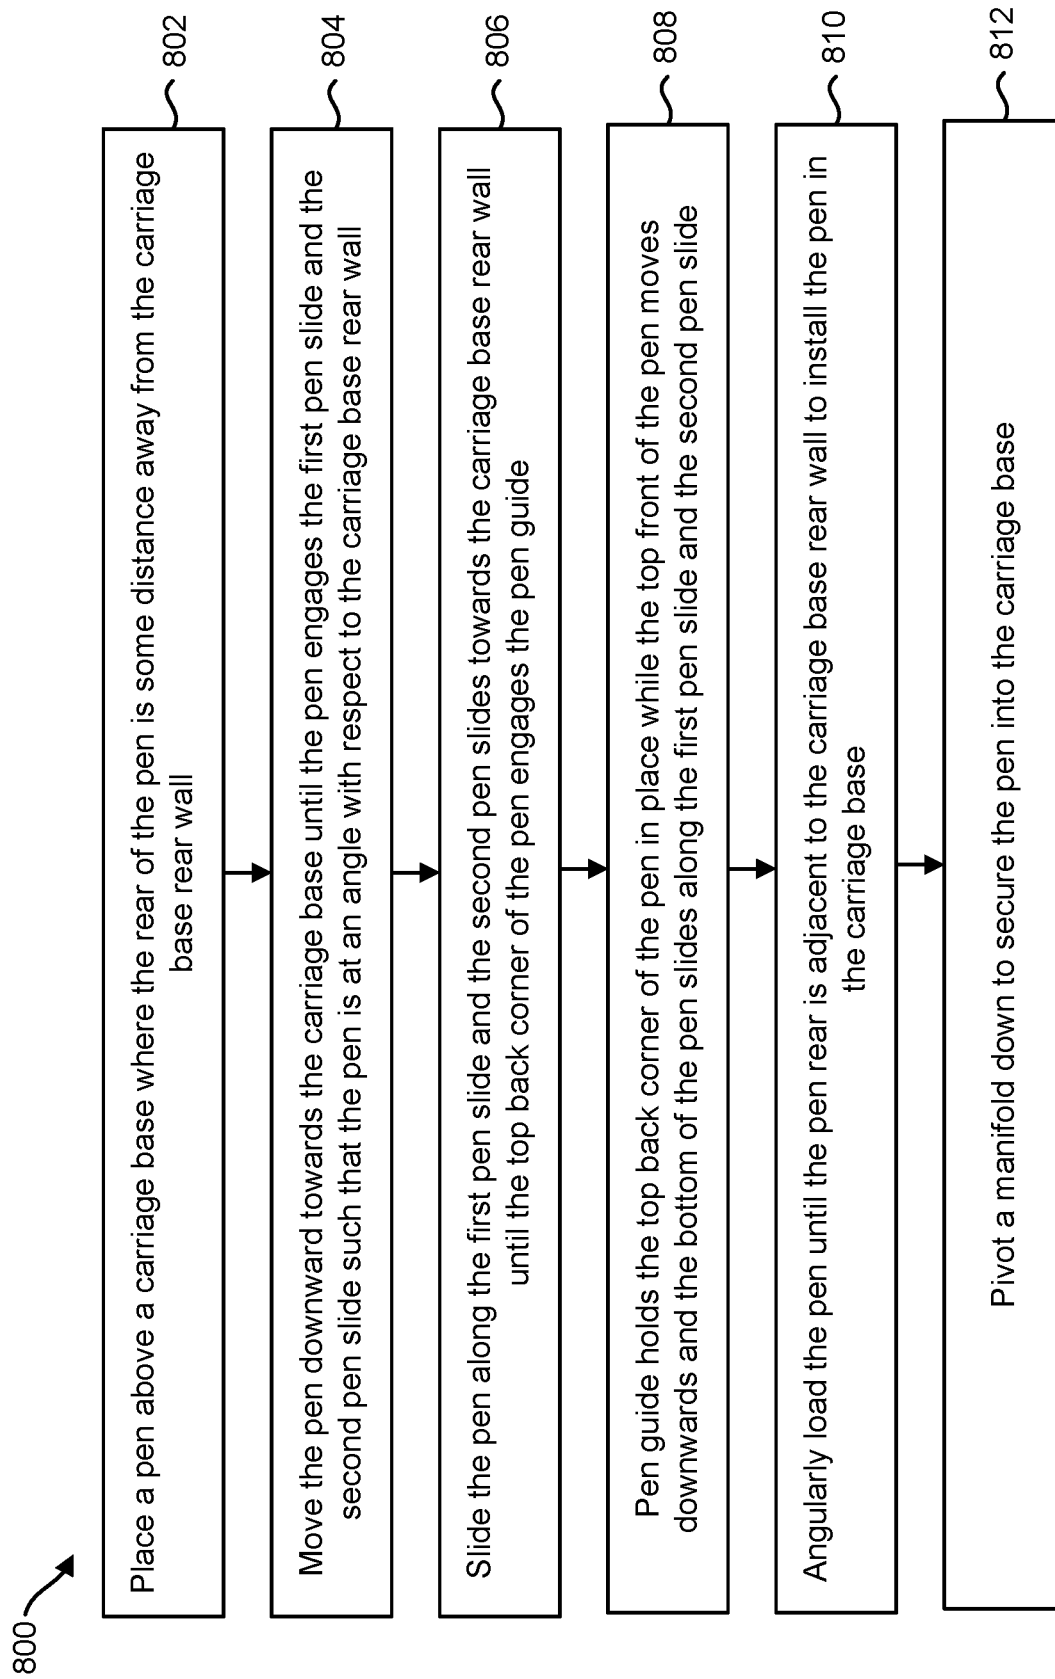 800
Place a pen above a carriage base where the rear of the pen is some distance away from the carriage
base rear wall
802
Move the pen downward towards the carriage base until the pen engages the first pen slide and the
second pen slide such that the pen is at an angle with respect to the carriage base rear wall
804
Slide the pen along the first pen slide and the second pen slides towards the carriage base rear wall
until the top back corner of the pen engages the pen guide
806
Pen guide holds the top back corner of the pen in place while the top front of the pen moves
downwards and the bottom of the pen slides along the first pen slide and the second pen slide
808
Angularly load the pen until the pen rear is adjacent to the carriage base rear wall to install the pen in
the carriage base
810
Pivot a manifold down to secure the pen into the carriage base
812